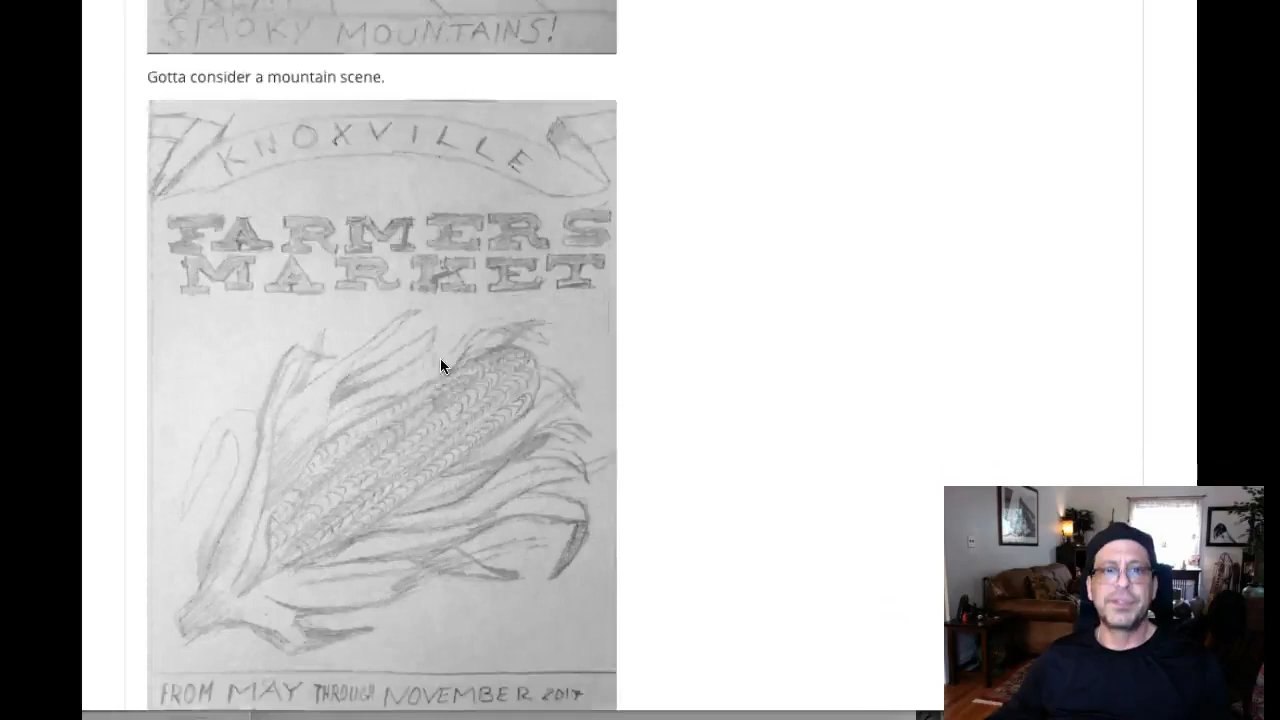 SMOKY MOUNTAINS!
Gotta consider a mountain scene.
KNOXVILLE
FARMERS
MARKET
FROM MAY THROUGH NOVEMBER 2017